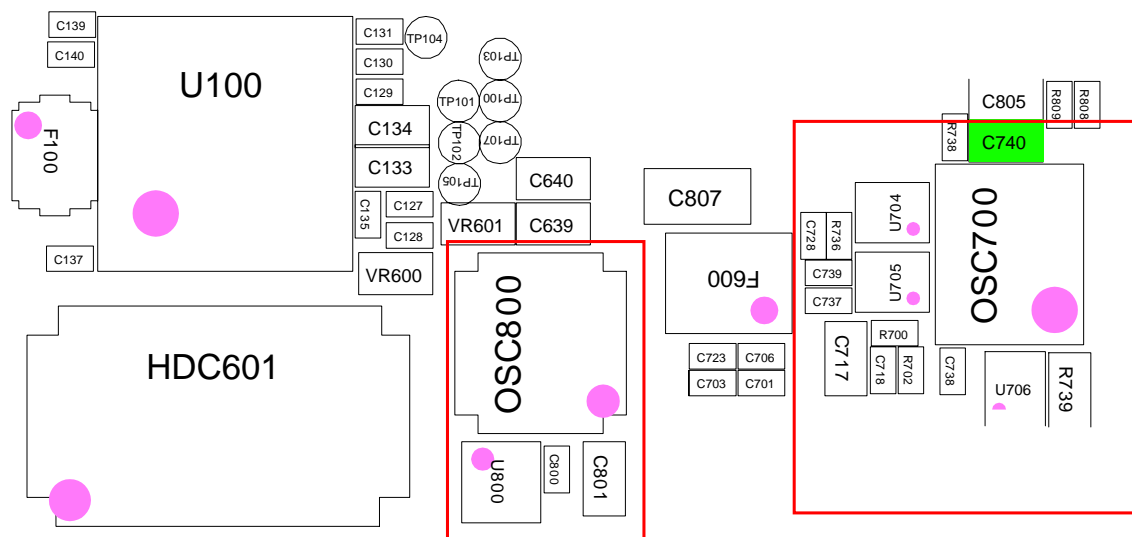 C139
C140
U100
F100
C137
C131
TP104
C130
C129
C134
C133
C135
C127
C128
VR600
TP103
TP101
TP100
TP102
TP107
TP105
C640
VR601
C639
HDC601
OSC800
U800
C800
C801
C807
F600
C723
C706
C703
C701
C805
R809
R808
R738
C740
OSC700
U704
U705
C728
R736
C739
C737
C717
R700
C718
R702
C738
U706
R739